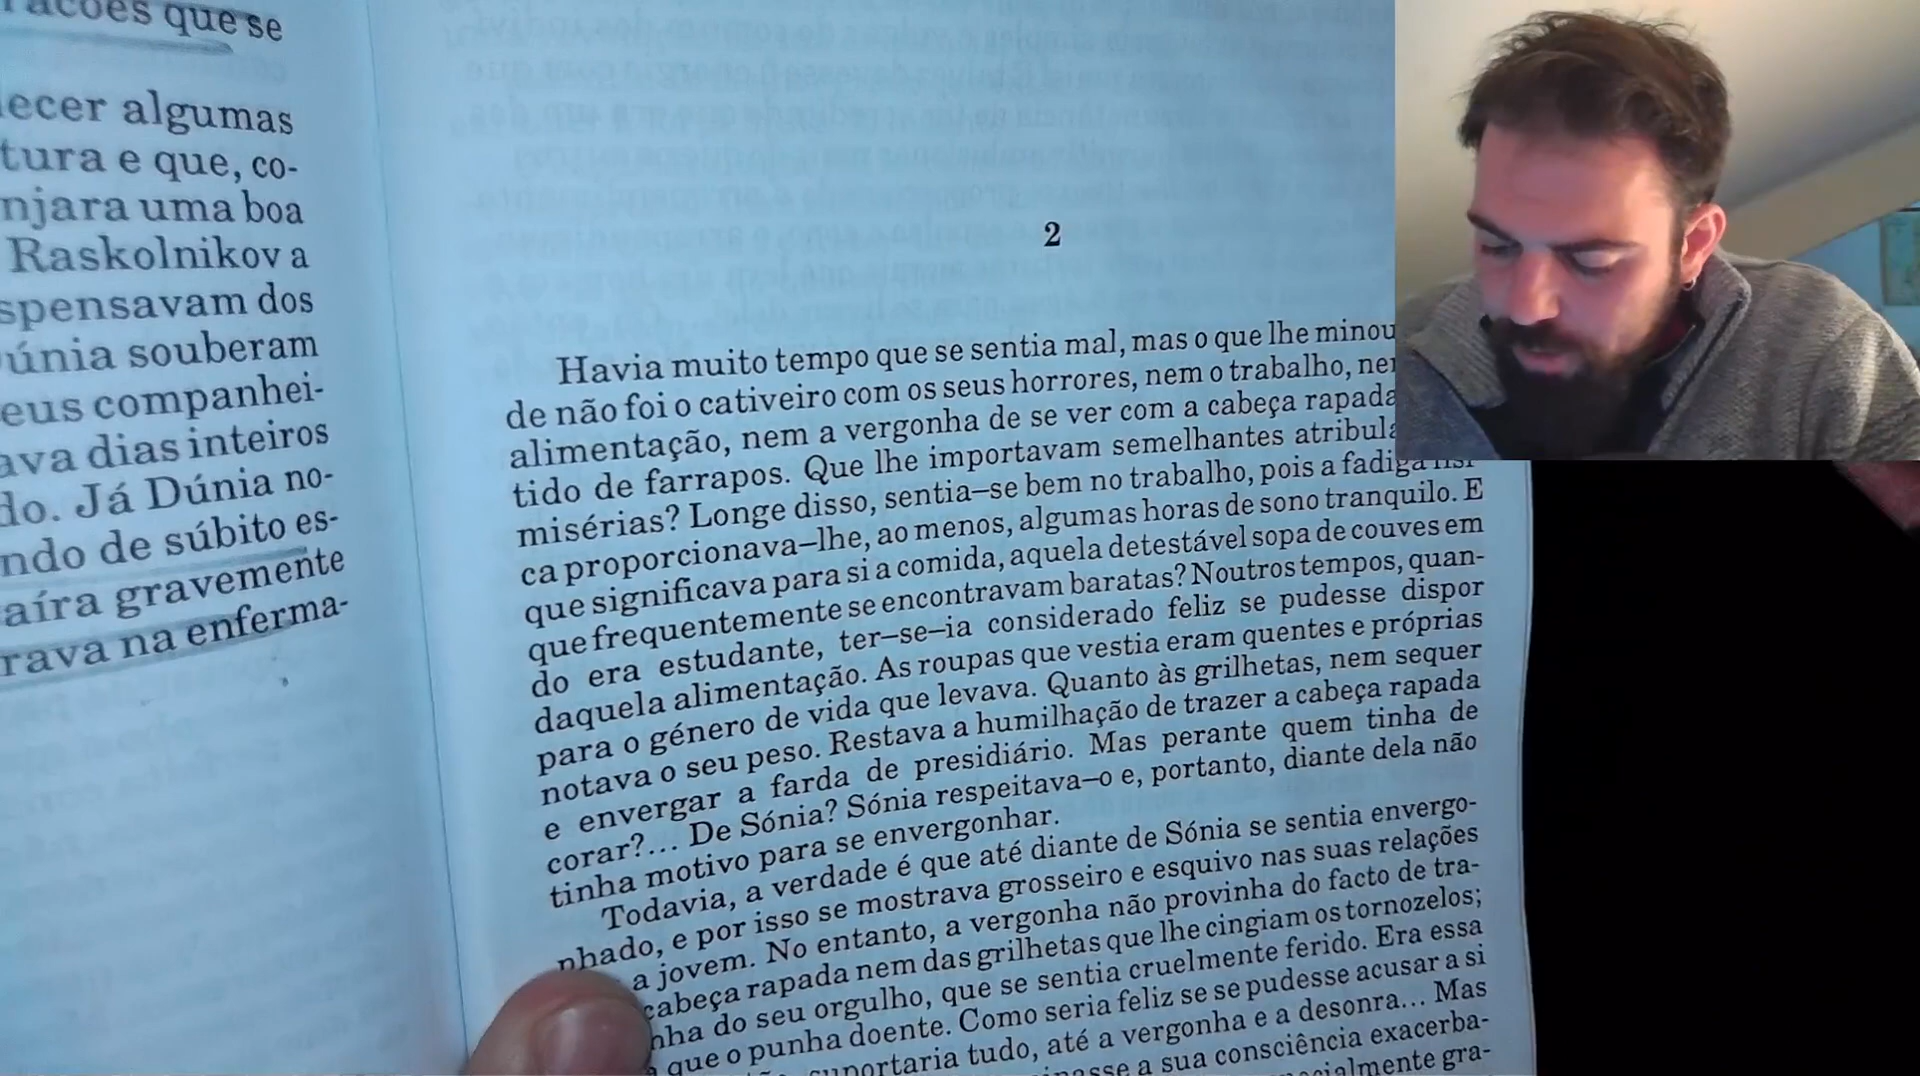 que se
ecer algumas
tura e que, co-
njara uma boa
Raskolnikov a
spensavam dos
únia souberam
eus companhei-
ava dias inteiros
do. Já Dúnia no-
ndo de súbito es-
aíra gravemente
rava na enferma-
2
Havia muito tempo que se sentia mal, mas o que lhe minou
de não foi o cativeiro com os seus horrores, nem o trabalho, nem
alimentação, nem a vergonha de se ver com a cabeça rapada
tido de farrapos. Que lhe importavam semelhantes atribula
misérias? Longe disso, sentia-se bem no trabalho, pois a fadiga físi-
ca proporcionava-lhe, ao menos, algumas horas de sono tranquilo. E
que significava para si a comida, aquela detestável sopa de couves em
que frequentemente se encontravam baratas? Noutros tempos, quan-
do era estudante, ter-se-ia considerado feliz se pudesse dispor
daquela alimentação. As roupas que vestia eram quentes e próprias
para o género de vida que levava. Quanto às grilhetas, nem sequer
notava o seu peso. Restava a humilhação de trazer a cabeça rapada
e envergar a farda de presidiário. Mas perante quem tinha de
corar?... De Sónia? Sónia respeitava-o e, portanto, diante dela não
tinha motivo para se envergonhar.
Todavia, a verdade é que até diante de Sónia se sentia envergo-
nhado, e por isso se mostrava grosseiro e esquivo nas suas relações
a jovem. No entanto, a vergonha não provinha do facto de tra-
cabeça rapada nem das grilhetas que lhe cingiam os tornozelos;
nha do seu orgulho, que se sentia cruelmente ferido. Era essa
a que o punha doente. Como seria feliz se se pudesse acusar a si
suportaria tudo, até a vergonha e a desonra... Mas
a sua consciência exacerba-
gra-